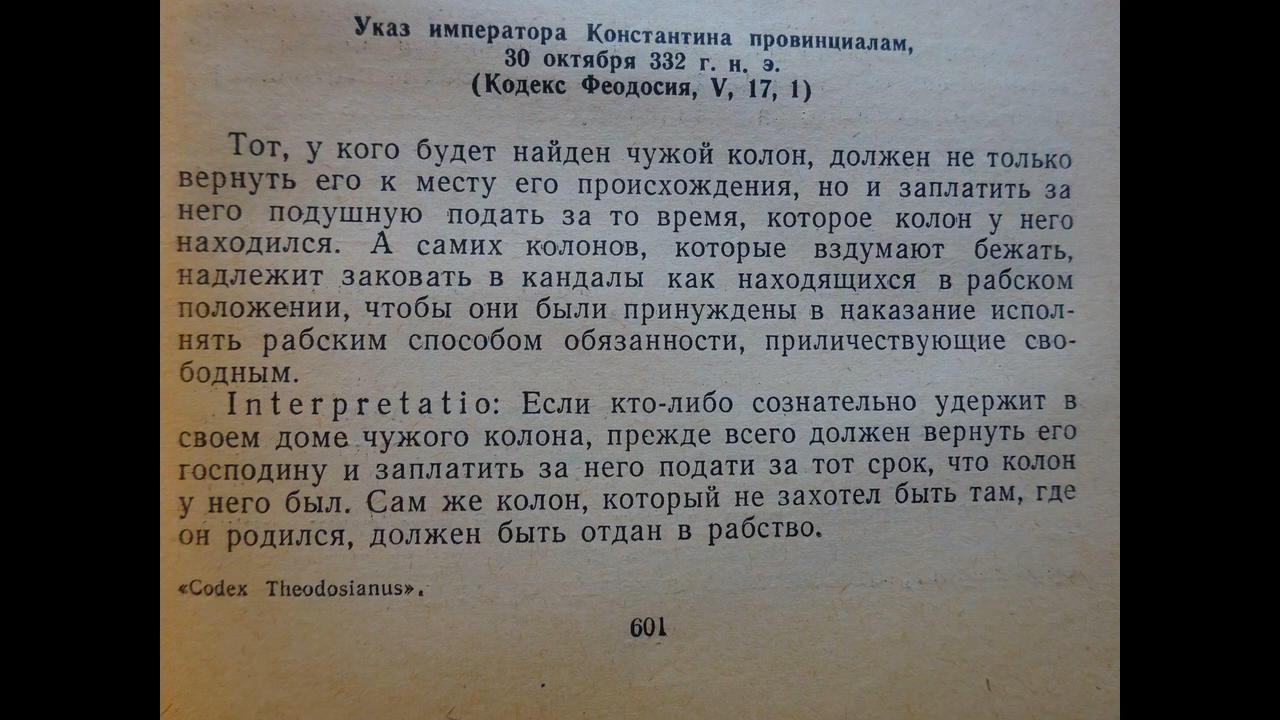 Указ императора Константина провинциалам,
30 октября 332 г. н. э.
(Кодекс Феодосия, V, 17, 1)
Тот, у кого будет найден чужой колон, должен не только
вернуть его к месту его происхождения, но и заплатить за
него подушную подать за то время, которое колон у него
находился. А самих колонов, которые вздумают бежать,
надлежит заковать в кандалы как находящихся в рабском
положении, чтобы они были принуждены в наказание испол-
нять рабским способом обязанности, приличествующие сво-
бодным.
Interpretatio: Если кто-либо сознательно удержит в
своем доме чужого колона, прежде всего должен вернуть его
господину и заплатить за него подати за тот срок, что колон
у него был. Сам же колон, который не захотел быть там, где
он родился, должен быть отдан в рабство.
«Codex Theodosianus».
601